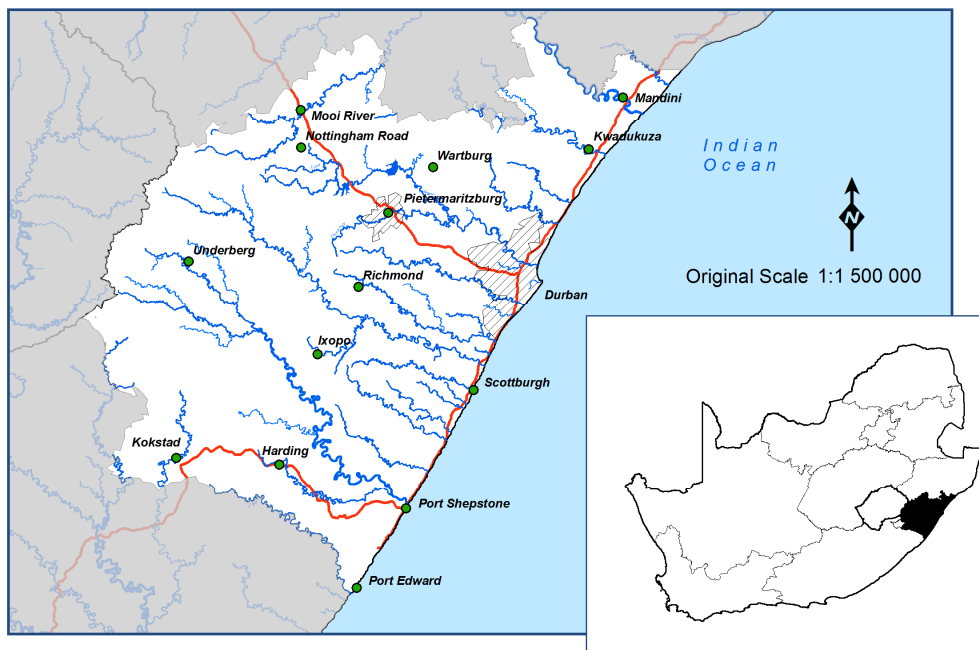 Mandini
Mooi River
Nottingham Road
Kwadukuza
Indian
Ocean
Wartburg
Pietermaritzburg
N
Underberg
Richmond
Original Scale 1:1 500 000
Durban
Ixopo
Scottburgh
Kokstad
Harding
Port Shepstone
Port Edward